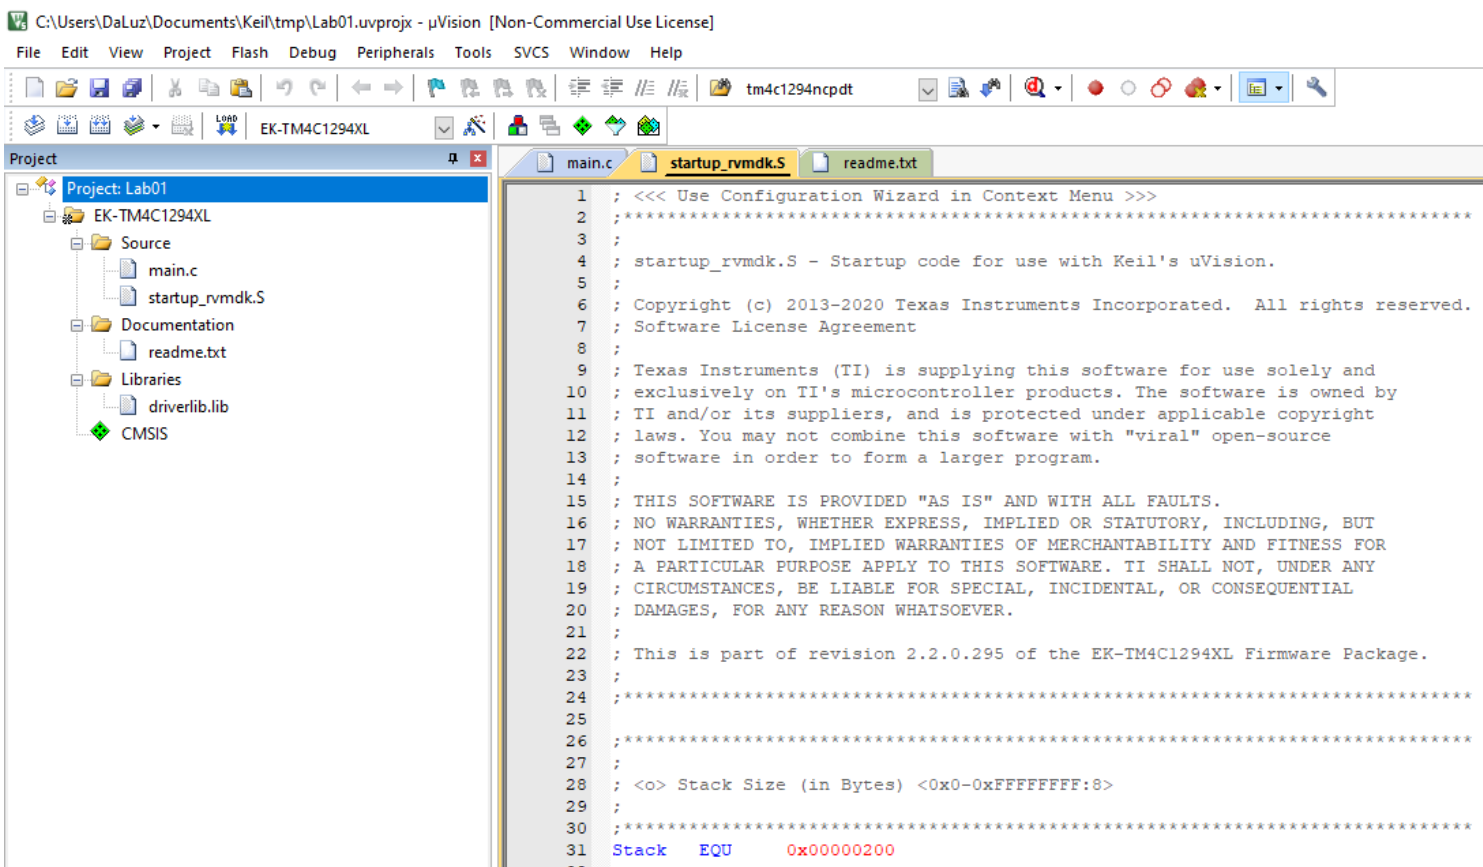 C:\Users\DaLuz\Documents\Keil\tmp\Lab01.uvprojx - µVision [Non-Commercial Use License]
File Edit View Project Flash Debug Peripherals Tools SVCS Window Help
tm4c1294ncpdt
LOAD EK-TM4C1294XL
Project
Project: Lab01
EK-TM4C1294XL
Source
main.c
startup_rvmdk.S
Documentation
readme.txt
Libraries
driverlib.lib
CMSIS
main.c startup_rvmdk.S readme.txt
1 ; <<< Use Configuration Wizard in Context Menu >>>
2 ;******************************************************************************
3 ;
4 ; startup_rvmdk.S - Startup code for use with Keil's uVision.
5 ;
6 ; Copyright (c) 2013-2020 Texas Instruments Incorporated.  All rights reserved.
7 ; Software License Agreement
8 ;
9 ; Texas Instruments (TI) is supplying this software for use solely and
10 ; exclusively on TI's microcontroller products. The software is owned by
11 ; TI and/or its suppliers, and is protected under applicable copyright
12 ; laws. You may not combine this software with "viral" open-source
13 ; software in order to form a larger program.
14 ;
15 ; THIS SOFTWARE IS PROVIDED "AS IS" AND WITH ALL FAULTS.
16 ; NO WARRANTIES, WHETHER EXPRESS, IMPLIED OR STATUTORY, INCLUDING, BUT
17 ; NOT LIMITED TO, IMPLIED WARRANTIES OF MERCHANTABILITY AND FITNESS FOR
18 ; A PARTICULAR PURPOSE APPLY TO THIS SOFTWARE. TI SHALL NOT, UNDER ANY
19 ; CIRCUMSTANCES, BE LIABLE FOR SPECIAL, INCIDENTAL, OR CONSEQUENTIAL
20 ; DAMAGES, FOR ANY REASON WHATSOEVER.
21 ;
22 ; This is part of revision 2.2.0.295 of the EK-TM4C1294XL Firmware Package.
23 ;
24 ;******************************************************************************
25
26 ;******************************************************************************
27 ;
28 ; <o> Stack Size (in Bytes) <0x0-0xFFFFFFFF:8>
29 ;
30 ;******************************************************************************
31 Stack   EQU     0x00000200